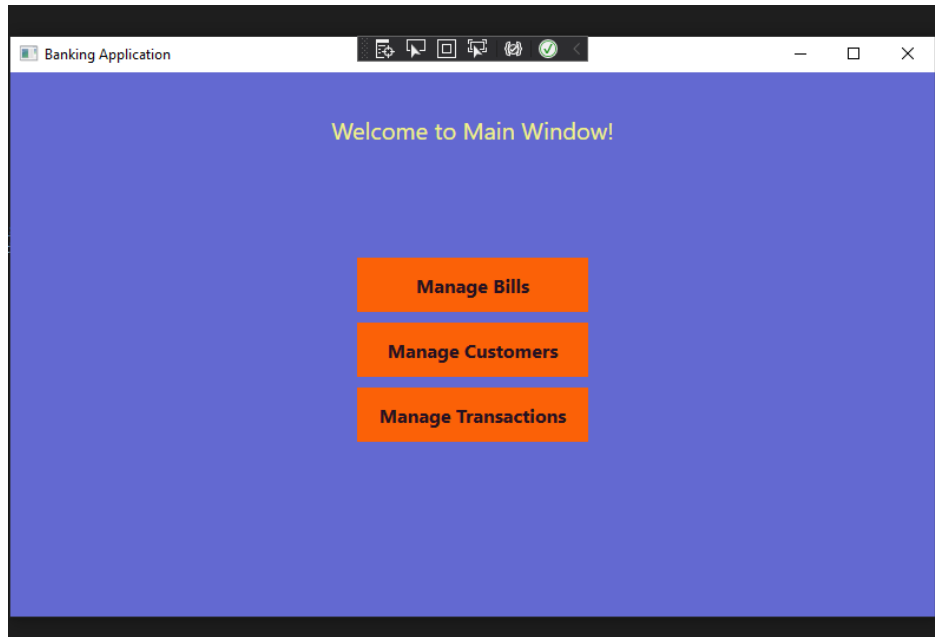 Banking Application
Welcome to Main Window!
Manage Bills
Manage Customers
Manage Transactions